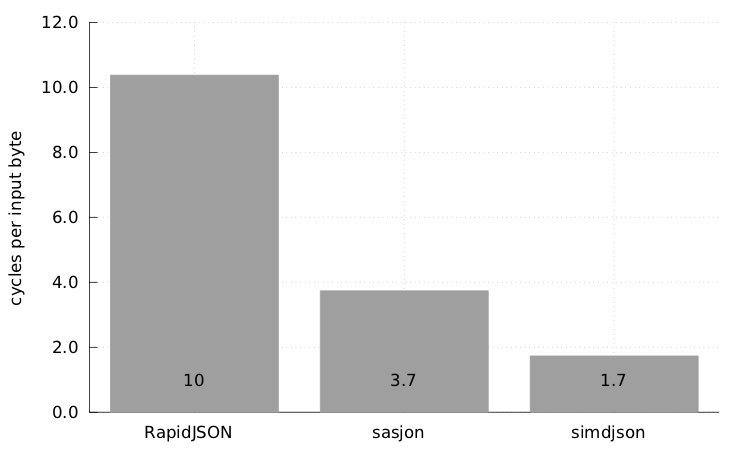 12.0
10.0
8.0
6.0
4.0
2.0
0.0
cycles per input byte
10
3.7
1.7
RapidJSON
sasjon
simdjson